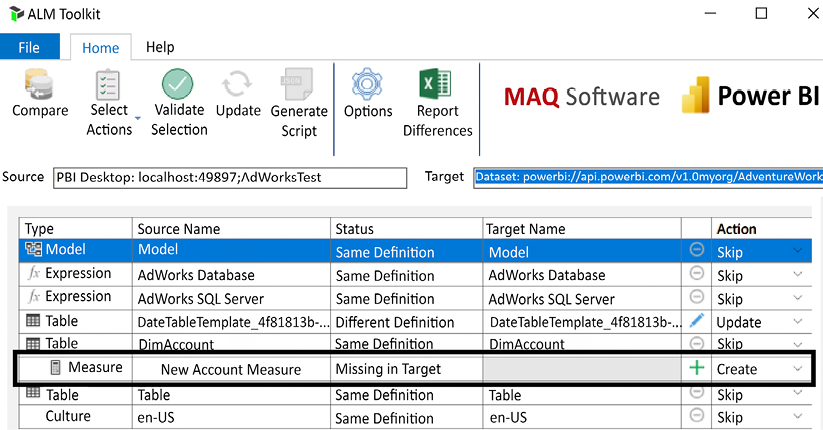 ALM Toolkit
File Home Help
Compare Select Actions Validate Selection Update Generate Script Options Report Differences
MAQ Software Power BI
Source PBI Desktop: localhost:49897;AdWorksTest Target Dataset: powerbi://api.powerbi.com/v1.0myorg/AdventureWork
Type Source Name Status Target Name Action
Model Model Same Definition Model Skip
fx Expression AdWorks Database Same Definition AdWorks Database Skip
fx Expression AdWorks SQL Server Same Definition AdWorks SQL Server Skip
Table DateTableTemplate_4f81813b-... Different Definition DateTableTemplate_4f81813b-... Update
Table DimAccount Same Definition DimAccount Skip
Measure New Account Measure Missing in Target Create
Table Table Same Definition Table Skip
Culture en-US Same Definition en-US Skip